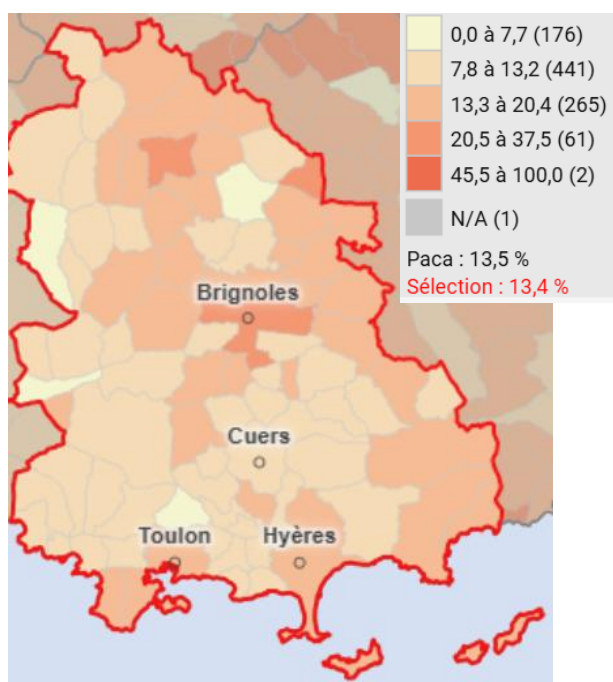 0,0 à 7,7 (176)
7,8 à 13,2 (441)
13,3 à 20,4 (265)
20,5 à 37,5 (61)
45,5 à 100,0 (2)
N/A (1)
Paca : 13,5 %
Sélection : 13,4 %
Brignoles
Cuers
Toulon
Hyères